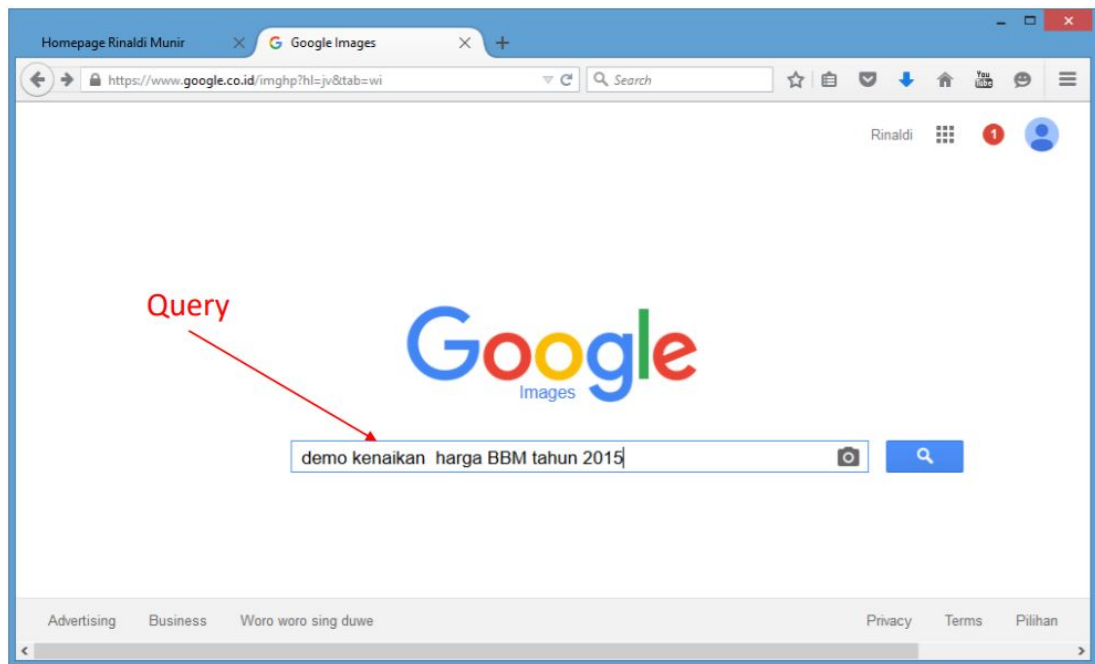 Homepage Rinaldi Munir
Google Images
https://www.google.co.id/imghp?hl=jv&tab=wi
Search
You
Rinaldi
1
Query
Google
Images
demo kenaikan  harga BBM tahun 2015
Advertising Business Woro woro sing duwe Privacy Terms Pilihan